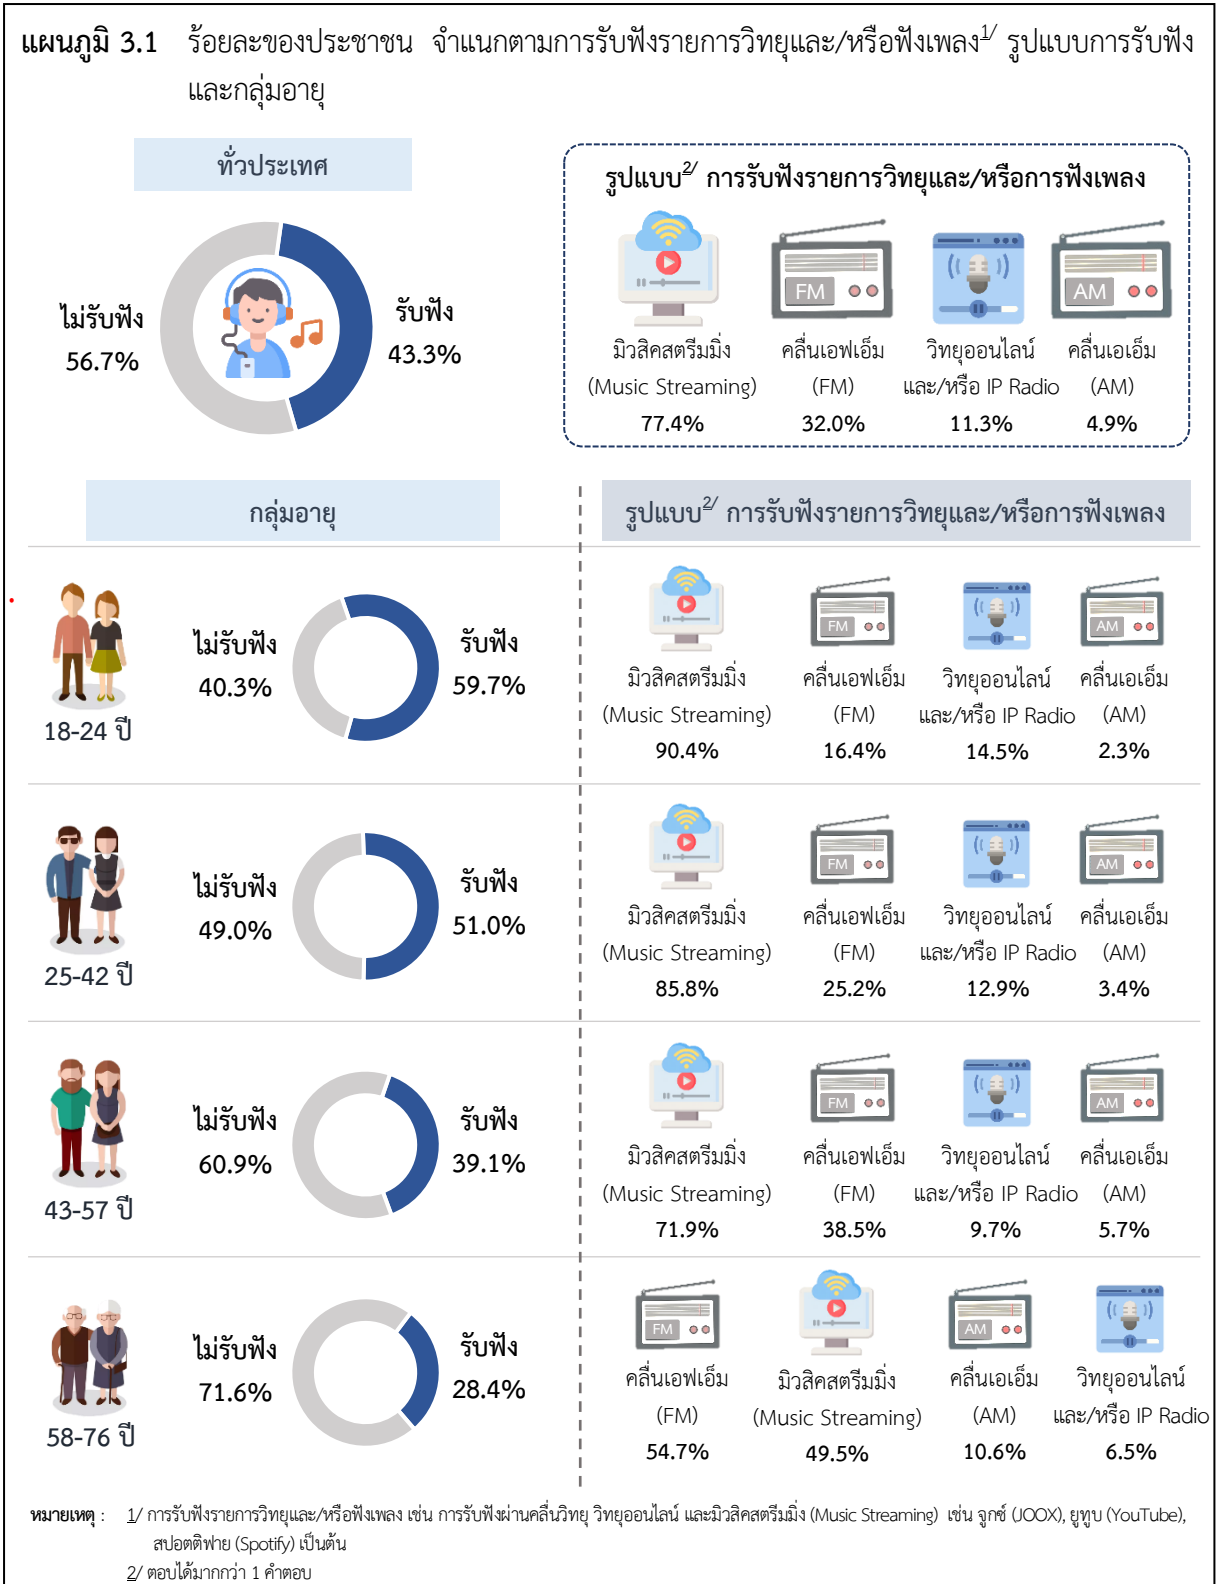 แผนภูมิ 3.1 ร้อยละของประชาชน จำแนกตามการรับฟังรายการวิทยุและ/หรือฟังเพลง1/ รูปแบบการรับฟัง
และกลุ่มอายุ
ทั่วประเทศ
ไม่รับฟัง
56.7%
รับฟัง
43.3%
รูปแบบ2/ การรับฟังรายการวิทยุและ/หรือการฟังเพลง
FM
AM
มิวสิคสตรีมมิ่ง คลื่นเอฟเอ็ม วิทยุออนไลน์ คลื่นเอเอ็ม
(Music Streaming) (FM) และ/หรือ IP Radio (AM)
77.4% 32.0% 11.3% 4.9%
กลุ่มอายุ
รูปแบบ2/ การรับฟังรายการวิทยุและ/หรือการฟังเพลง
18-24 ปี
ไม่รับฟัง
40.3%
รับฟัง
59.7%
FM
AM
มิวสิคสตรีมมิ่ง คลื่นเอฟเอ็ม วิทยุออนไลน์ คลื่นเอเอ็ม
(Music Streaming) (FM) และ/หรือ IP Radio (AM)
90.4% 16.4% 14.5% 2.3%
25-42 ปี
ไม่รับฟัง
49.0%
รับฟัง
51.0%
FM
AM
มิวสิคสตรีมมิ่ง คลื่นเอฟเอ็ม วิทยุออนไลน์ คลื่นเอเอ็ม
(Music Streaming) (FM) และ/หรือ IP Radio (AM)
85.8% 25.2% 12.9% 3.4%
43-57 ปี
ไม่รับฟัง
60.9%
รับฟัง
39.1%
FM
AM
มิวสิคสตรีมมิ่ง คลื่นเอฟเอ็ม วิทยุออนไลน์ คลื่นเอเอ็ม
(Music Streaming) (FM) และ/หรือ IP Radio (AM)
71.9% 38.5% 9.7% 5.7%
58-76 ปี
ไม่รับฟัง
71.6%
รับฟัง
28.4%
FM
AM
คลื่นเอฟเอ็ม มิวสิคสตรีมมิ่ง คลื่นเอเอ็ม วิทยุออนไลน์
(FM) (Music Streaming) (AM) และ/หรือ IP Radio
54.7% 49.5% 10.6% 6.5%
หมายเหตุ : 1/ การรับฟังรายการวิทยุและ/หรือฟังเพลง เช่น การรับฟังผ่านคลื่นวิทยุ วิทยุออนไลน์ และมิวสิคสตรีมมิ่ง (Music Streaming) เช่น จูกซ์ (JOOX), ยูทูบ (YouTube),
สปอตติฟาย (Spotify) เป็นต้น
2/ ตอบได้มากกว่า 1 คำตอบ